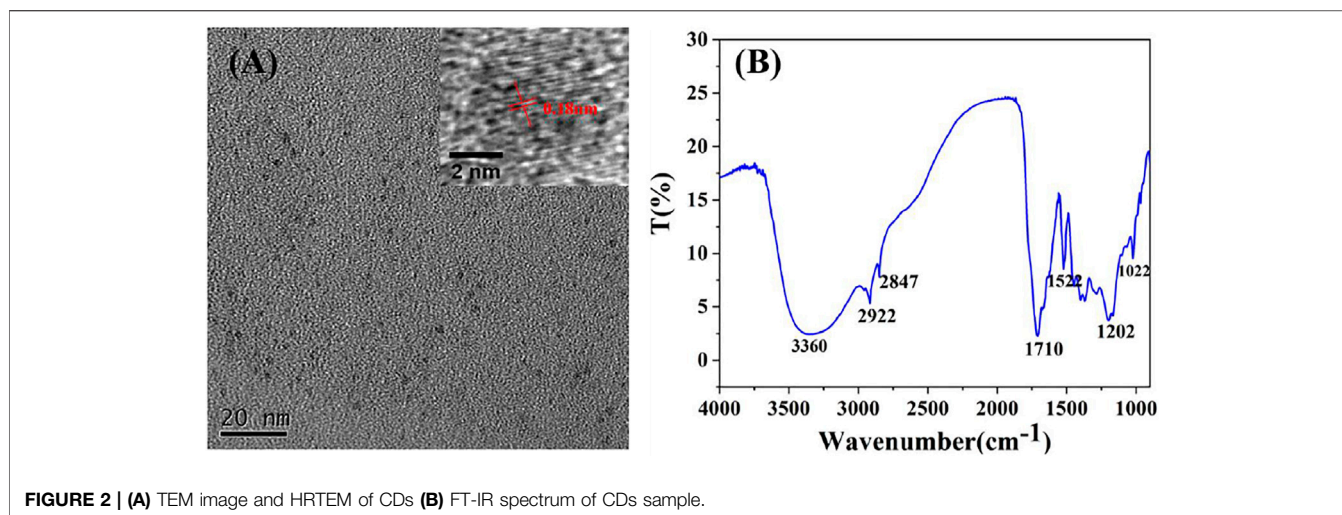 (A)
0.18nm
2 nm
20 nm
(B)
T(%)
30
25
20
15
10
5
0
3360
2922
2847
1710
1522
1202
1022
4000 3500 3000 2500 2000 1500 1000
Wavenumber(cm⁻¹)
FIGURE 2 | (A) TEM image and HRTEM of CDs (B) FT-IR spectrum of CDs sample.